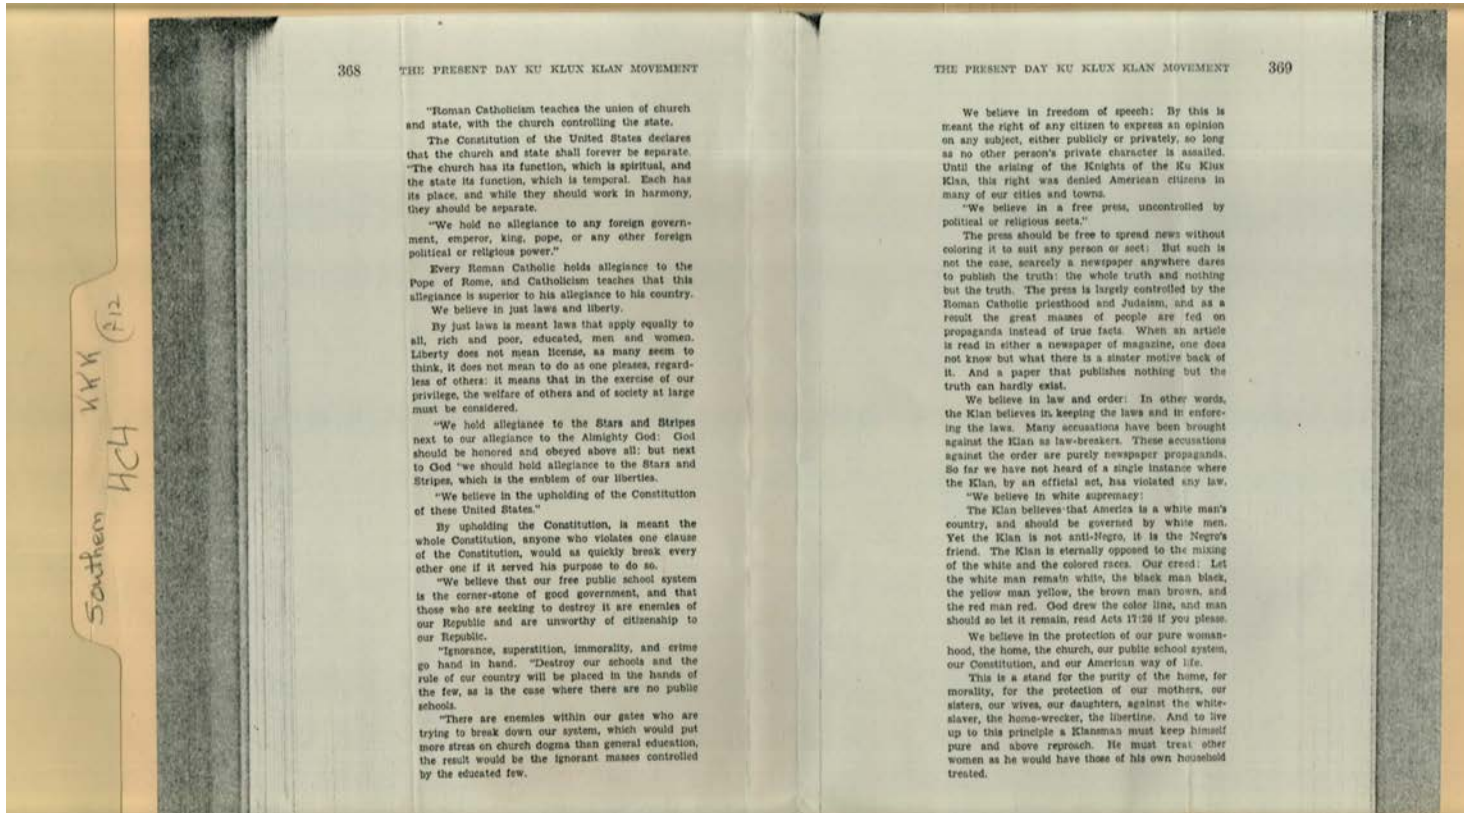 Southern KKK
4C4
F12
368 THE PRESENT DAY KU KLUX KLAN MOVEMENT
"Roman Catholicism teaches the union of church
and state, with the church controlling the state.
The Constitution of the United States declares
that the church and state shall forever be separate.
"The church has its function, which is spiritual, and
the state its function, which is temporal. Each has
its place, and while they should work in harmony,
they should be separate.
"We hold no allegiance to any foreign govern-
ment, emperor, king, pope, or any other foreign
political or religious power."
Every Roman Catholic holds allegiance to the
Pope of Rome, and Catholicism teaches that this
allegiance is superior to his allegiance to his country.
We believe in just laws and liberty.
By just laws is meant laws that apply equally to
all, rich and poor, educated, men and women.
Liberty does not mean license, as many seem to
think, it does not mean to do as one pleases, regard-
less of others: it means that in the exercise of our
privilege, the welfare of others and of society at large
must be considered.
"We hold allegiance to the Stars and Stripes
next to our allegiance to the Almighty God: God
should be honored and obeyed above all: but next
to God "we should hold allegiance to the Stars and
Stripes, which is the emblem of our liberties.
"We believe in the upholding of the Constitution
of these United States."
By upholding the Constitution, is meant the
whole Constitution, anyone who violates one clause
of the Constitution, would as quickly break every
other one if it served his purpose to do so.
"We believe that our free public school system
is the corner-stone of good government, and that
those who are seeking to destroy it are enemies of
our Republic and are unworthy of citizenship to
our Republic.
"Ignorance, superstition, immorality, and crime
go hand in hand. "Destroy our schools and the
rule of our country will be placed in the hands of
the few, as is the case where there are no public
schools.
"There are enemies within our gates who are
trying to break down our system, which would put
more stress on church dogma than general education,
the result would be the ignorant masses controlled
by the educated few.
THE PRESENT DAY KU KLUX KLAN MOVEMENT 369
We believe in freedom of speech: By this is
meant the right of any citizen to express an opinion
on any subject, either publicly or privately, so long
as no other person's private character is assailed.
Until the arising of the Knights of the Ku Klux
Klan, this right was denied American citizens in
many of our cities and towns.
"We believe in a free press, uncontrolled by
political or religious sects."
The press should be free to spread news without
coloring it to suit any person or sect: But such is
not the case, scarcely a newspaper anywhere dares
to publish the truth: the whole truth and nothing
but the truth. The press is largely controlled by the
Roman Catholic priesthood and Judaism, and as a
result the great masses of people are fed on
propaganda instead of true facts. When an article
is read in either a newspaper of magazine, one does
not know but what there is a sinster motive back of
it. And a paper that publishes nothing but the
truth can hardly exist.
We believe in law and order: In other words,
the Klan believes in keeping the laws and in enforc-
ing the laws. Many accusations have been brought
against the Klan as law-breakers. These accusations
against the order are purely newspaper propaganda.
So far we have not heard of a single instance where
the Klan, by an official act, has violated any law.
"We believe in white supremacy:
The Klan believes that America is a white man's
country, and should be governed by white men.
Yet the Klan is not anti-Negro, it is the Negro's
friend. The Klan is eternally opposed to the mixing
of the white and the colored races. Our creed: Let
the white man remain white, the black man black,
the yellow man yellow, the brown man brown, and
the red man red. God drew the color line, and man
should so let it remain, read Acts 17:26 if you please.
We believe in the protection of our pure woman-
hood, the home, the church, our public school system,
our Constitution, and our American way of life.
This is a stand for the purity of the home, for
morality, for the protection of our mothers, our
sisters, our wives, our daughters, against the white-
slaver, the home-wrecker, the libertine. And to live
up to this principle a Klansman must keep himself
pure and above reproach. He must treat other
women as he would have those of his own household
treated.